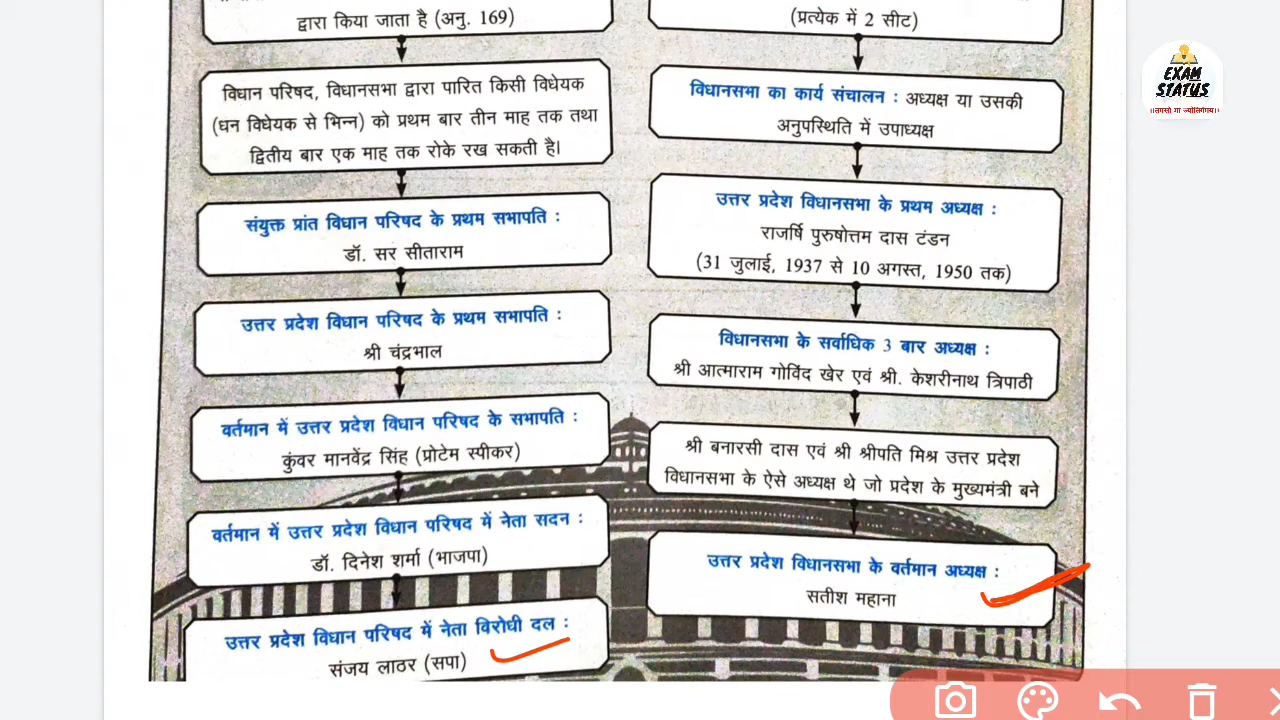 द्वारा किया जाता है (अनु. 169)
विधान परिषद, विधानसभा द्वारा पारित किसी विधेयक
(धन विधेयक से भिन्न) को प्रथम बार तीन माह तक तथा
द्वितीय बार एक माह तक रोके रख सकती है।
संयुक्त प्रांत विधान परिषद के प्रथम सभापति :
डॉ. सर सीताराम
उत्तर प्रदेश विधान परिषद के प्रथम सभापति :
श्री चंद्रभाल
वर्तमान में उत्तर प्रदेश विधान परिषद के सभापति :
कुंवर मानवेंद्र सिंह (प्रोटेम स्पीकर)
वर्तमान में उत्तर प्रदेश विधान परिषद में नेता सदन :
डॉ. दिनेश शर्मा (भाजपा)
उत्तर प्रदेश विधान परिषद में नेता विरोधी दल :
संजय लाठर (सपा)
(प्रत्येक में 2 सीट)
विधानसभा का कार्य संचालन : अध्यक्ष या उसकी
अनुपस्थिति में उपाध्यक्ष
उत्तर प्रदेश विधानसभा के प्रथम अध्यक्ष :
राजर्षि पुरुषोत्तम दास टंडन
(31 जुलाई, 1937 से 10 अगस्त, 1950 तक)
विधानसभा के सर्वाधिक 3 बार अध्यक्ष :
श्री आत्माराम गोविंद खेर एवं श्री. केशरीनाथ त्रिपाठी
श्री बनारसी दास एवं श्री श्रीपति मिश्र उत्तर प्रदेश
विधानसभा के ऐसे अध्यक्ष थे जो प्रदेश के मुख्यमंत्री बने
उत्तर प्रदेश विधानसभा के वर्तमान अध्यक्ष :
सतीश महाना
EXAM
STATUS